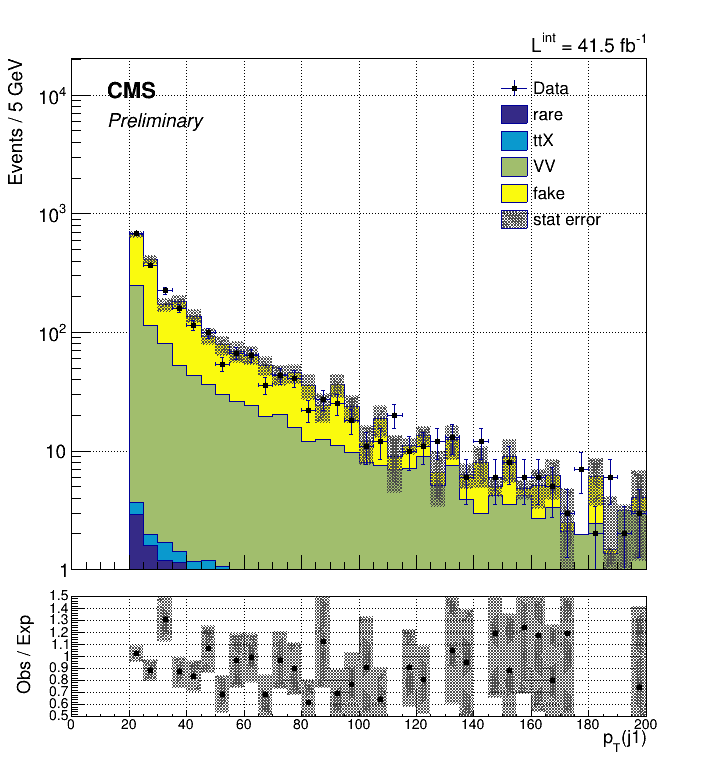 L^int = 41.5 fb^-1
Events / 5 GeV
CMS
Preliminary
Data
rare
ttX
VV
fake
stat error
10^4
10^3
10^2
10
1
Obs / Exp
1.5
1.4
1.3
1.2
1.1
1
0.9
0.8
0.7
0.6
0.5
0 20 40 60 80 100 120 140 160 180 200
p_T(j1)